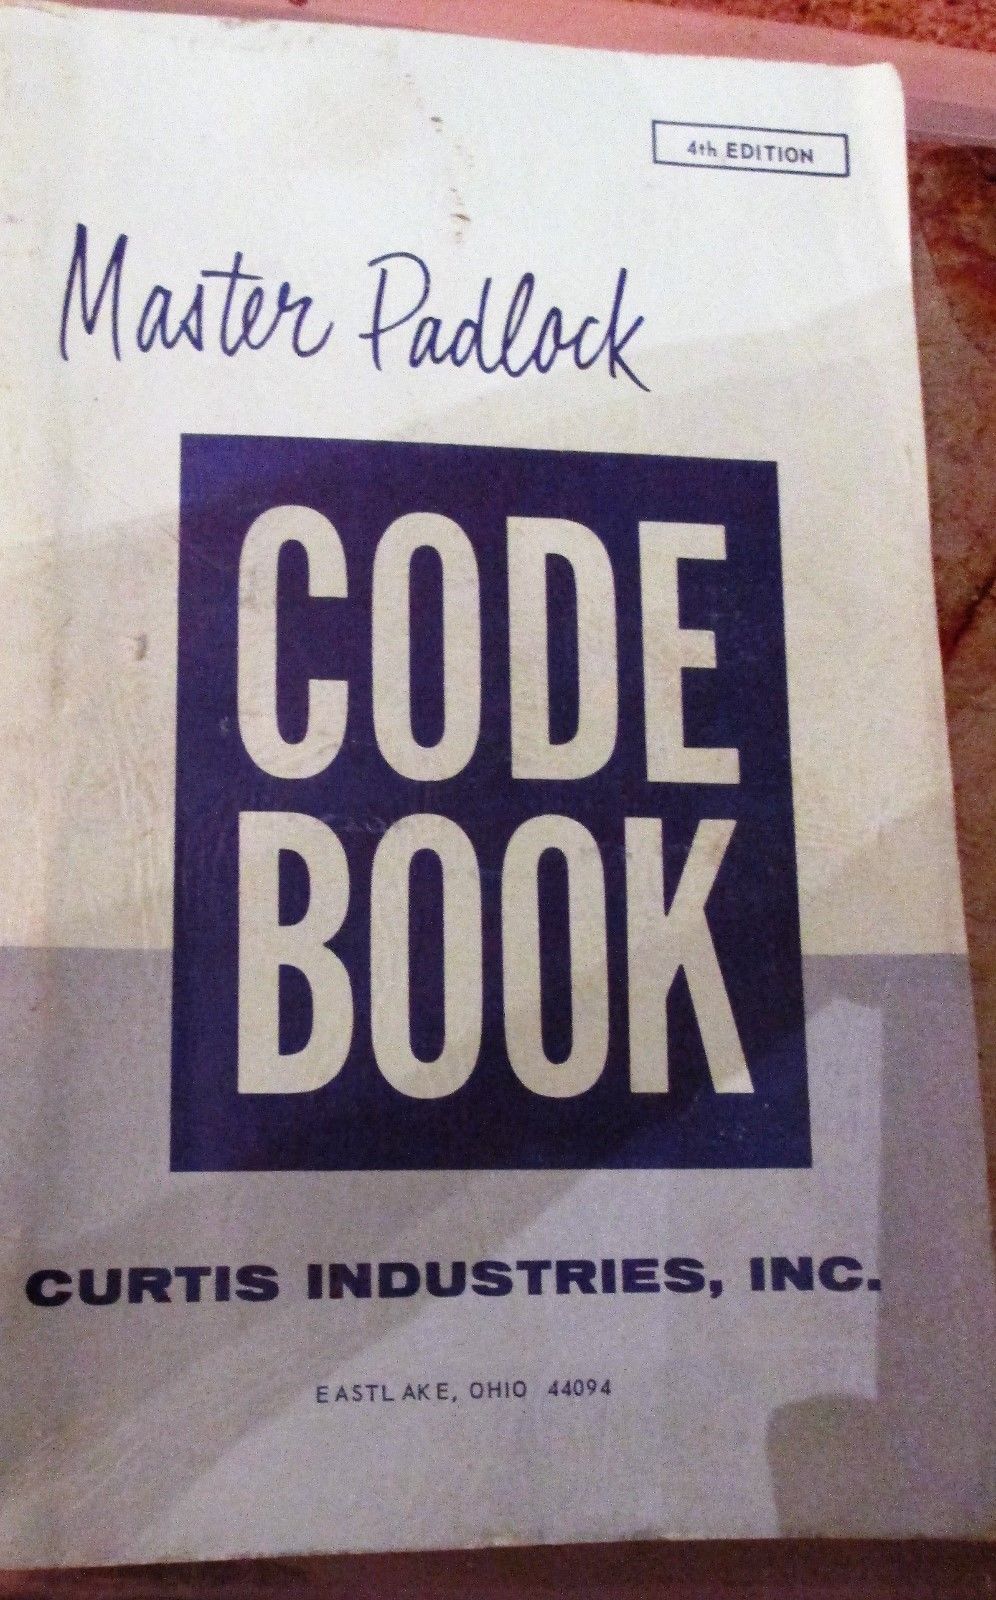 4th EDITION
Master Padlock
CODE
BOOK
CURTIS INDUSTRIES, INC.
EASTLAKE, OHIO 44094